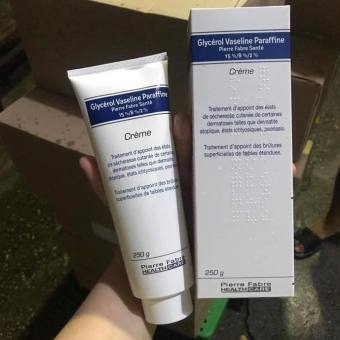 Glycérol Vaseline Paraffine
Pierre Fabre Santé
15 %/8 %/2 %
Crème
Traitement d'appoint des états
de sécheresse cutanée de certaines
dermatoses telles que dermatite
atopique, états ichtyosiques, psoriasis.
Traitement d'appoint des brûlures
superficielles de faibles étendues.
250 g
Pierre Fabre
HEALTH CARE
Glycérol Vaseline Paraffine
Pierre Fabre Santé
15 %/8 %/2 %
Crème
Traitement d'appoint des états
de sécheresse cutanée de certaines
dermatoses telles que dermatite
atopique, états ichtyosiques, psoriasis.
Traitement d'appoint des brûlures
superficielles de faibles étendues.
250 g
Pierre Fabre
HEALTH CARE